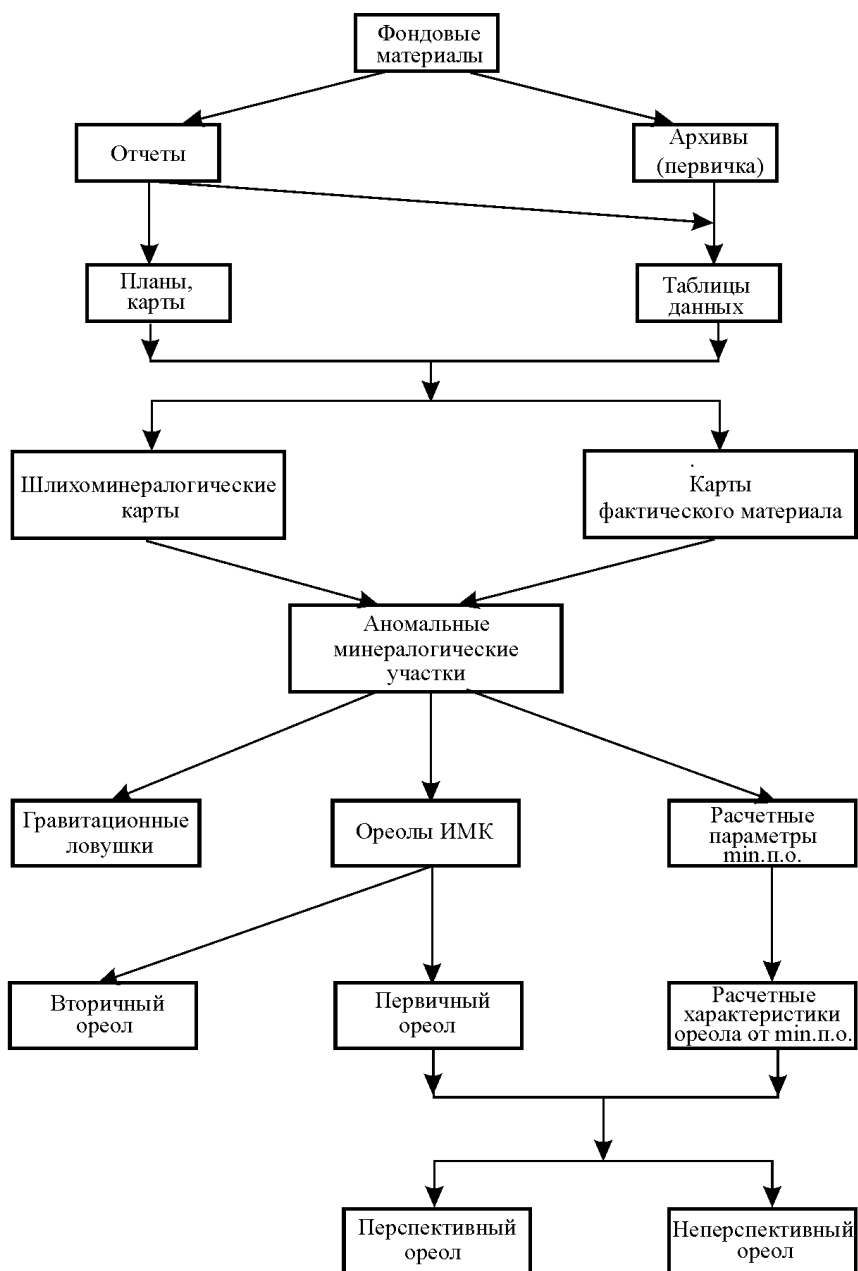 Фондовые
материалы
Отчеты
Архивы
(первичка)
Планы,
карты
Таблицы
данных
Шлихоминералогические
карты
Карты
фактического материала
Аномальные
минералогические
участки
Гравитационные
ловушки
Ореолы ИМК
Расчетные
параметры
min.п.о.
Вторичный
ореол
Первичный
ореол
Расчетные
характеристики
ореола от min.п.о.
Перспективный
ореол
Неперспективный
ореол